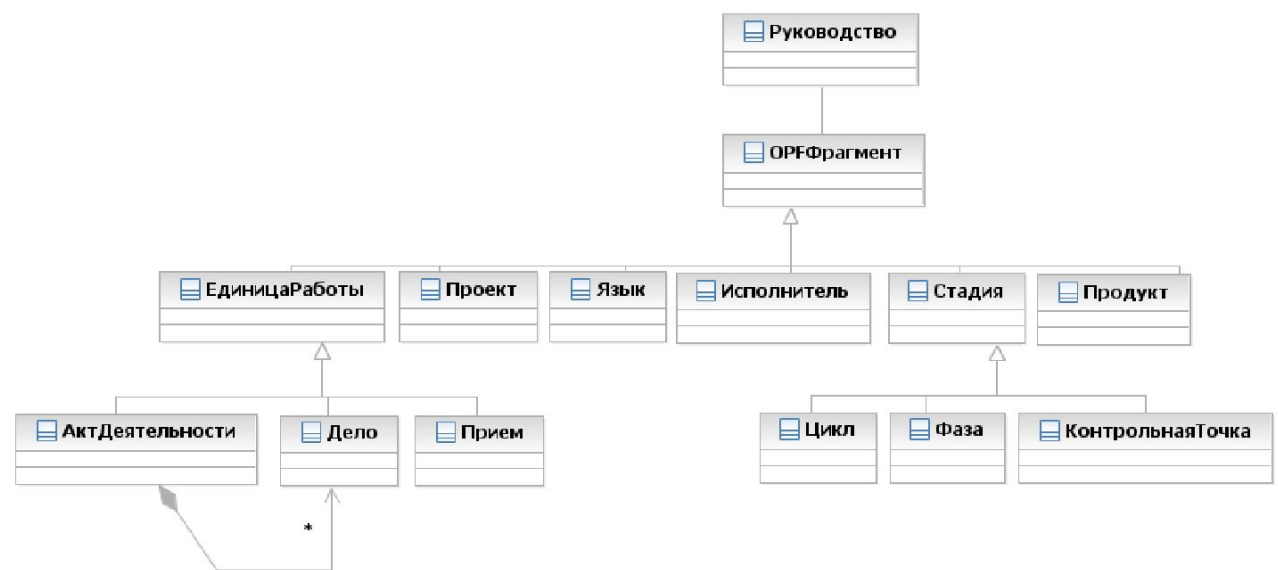 Руководство
OPFФрагмент
ЕдиницаРаботы
Проект
Язык
Исполнитель
Стадия
Продукт
АктДеятельности
Дело
Прием
Цикл
Фаза
КонтрольнаяТочка
*